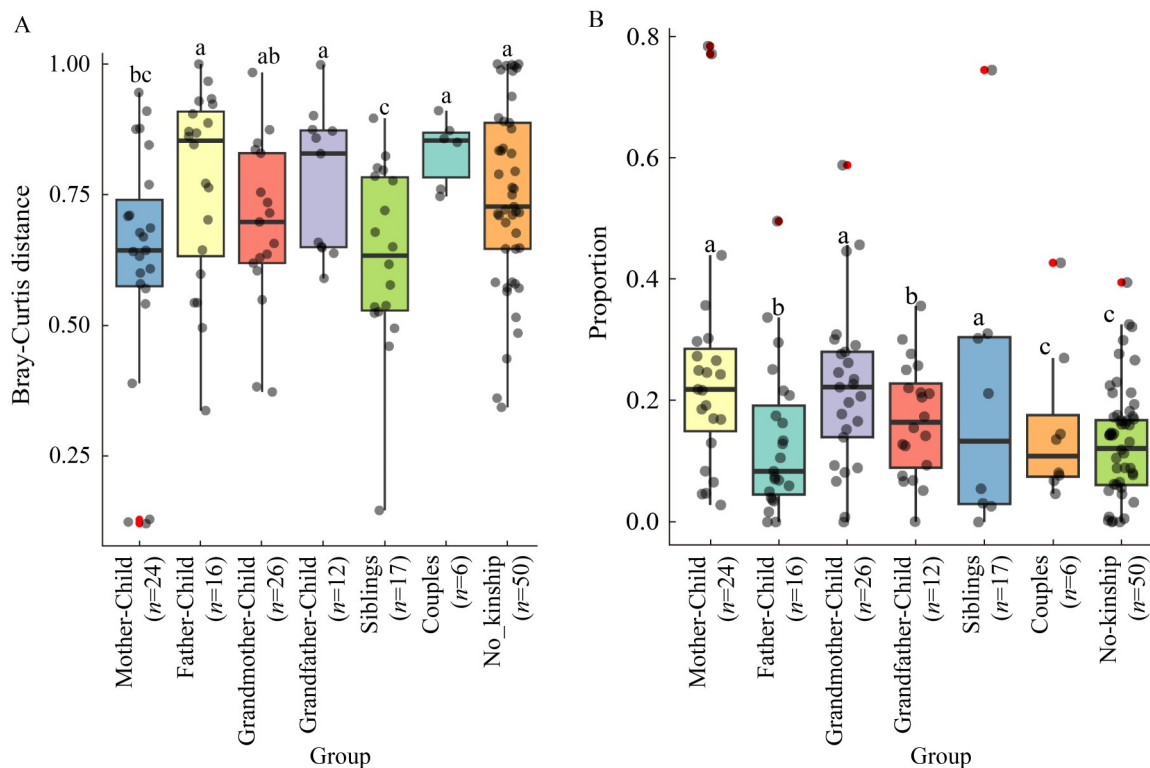 A
Bray-Curtis distance
1.00
0.75
0.50
0.25
bc
a
ab
a
c
a
a
Mother-Child
(n=24)
Father-Child
(n=16)
Grandmother-Child
(n=26)
Grandfather-Child
(n=12)
Siblings
(n=17)
Couples
(n=6)
No_kinship
(n=50)
Group
B
Proportion
0.8
0.6
0.4
0.2
0.0
a
b
a
b
a
c
c
Mother-Child
(n=24)
Father-Child
(n=16)
Grandmother-Child
(n=26)
Grandfather-Child
(n=12)
Siblings
(n=17)
Couples
(n=6)
No-kinship
(n=50)
Group